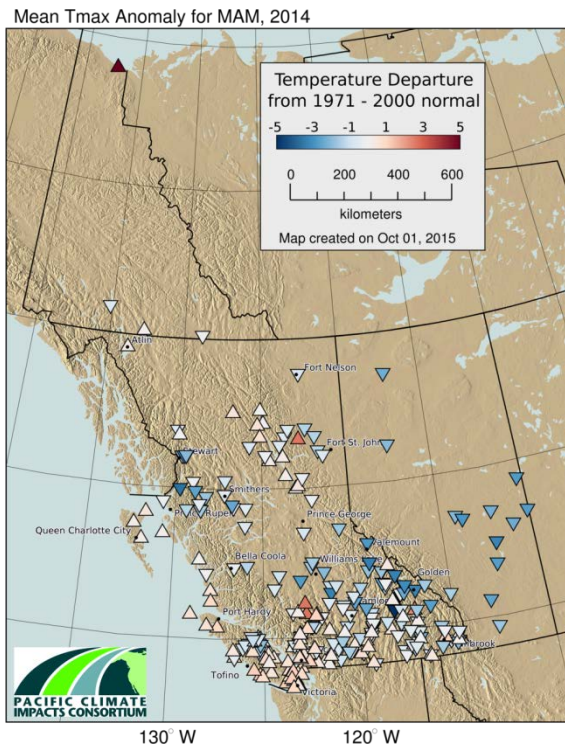 Mean Tmax Anomaly for MAM, 2014
Temperature Departure
from 1971 - 2000 normal
-5 -3 -1 1 3 5
0 200 400 600
kilometers
Map created on Oct 01, 2015
Atlin
Fort Nelson
Fort St. John
Smithers
Queen Charlotte City
Prince George
Bella Coola
Williams
Golden
Port Hardy
Tofino
Victoria
PACIFIC CLIMATE
IMPACTS CONSORTIUM
130° W 120° W